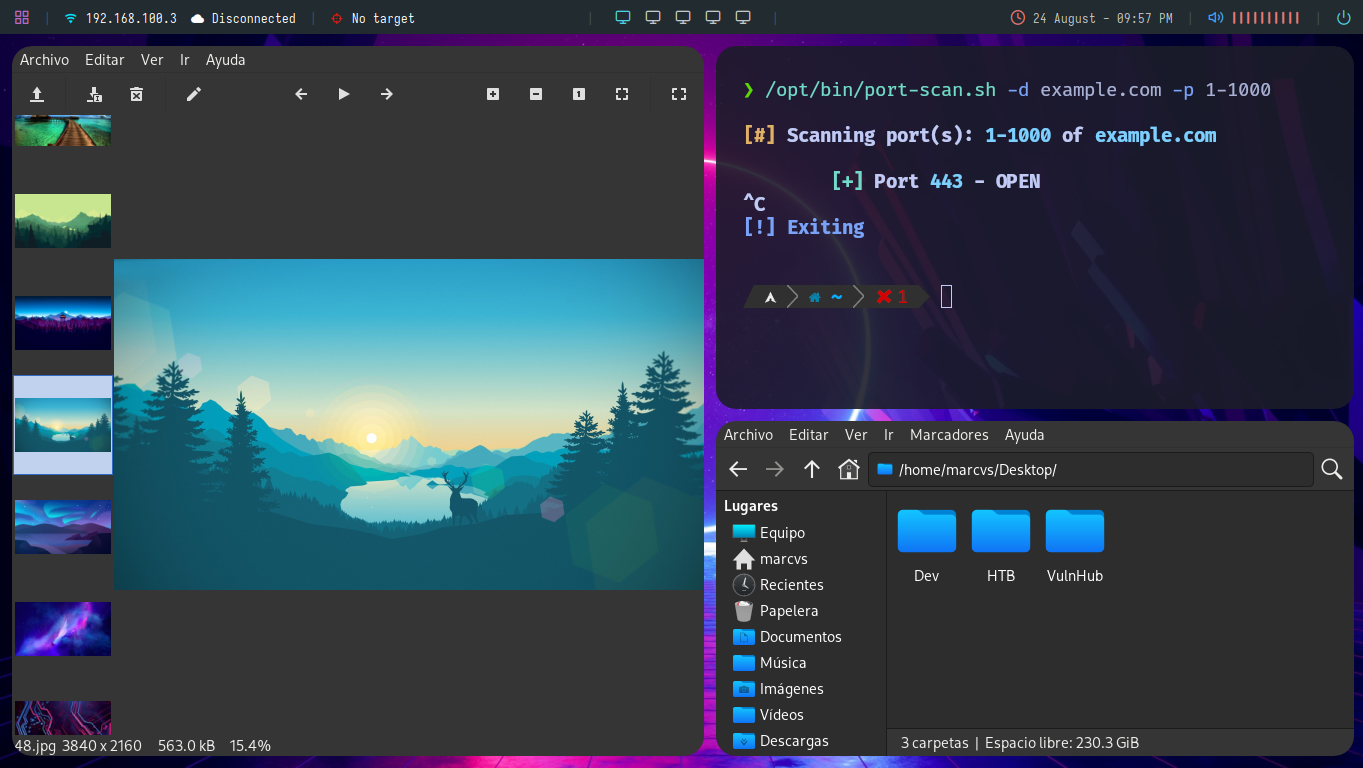 192.168.100.3 Disconnected No target 24 August - 09:57 PM
Archivo Editar Ver Ir Ayuda
1
48.jpg 3840 x 2160 563.0 kB 15.4%
❯ /opt/bin/port-scan.sh -d example.com -p 1-1000
[#] Scanning port(s): 1-1000 of example.com
[+] Port 443 - OPEN
^C
[!] Exiting
~ ✖ 1
Archivo Editar Ver Ir Marcadores Ayuda
/home/marcvs/Desktop/
Lugares
Equipo
marcvs
Recientes
Papelera
Documentos
Música
Imágenes
Vídeos
Descargas
Dev HTB VulnHub
3 carpetas | Espacio libre: 230.3 GiB